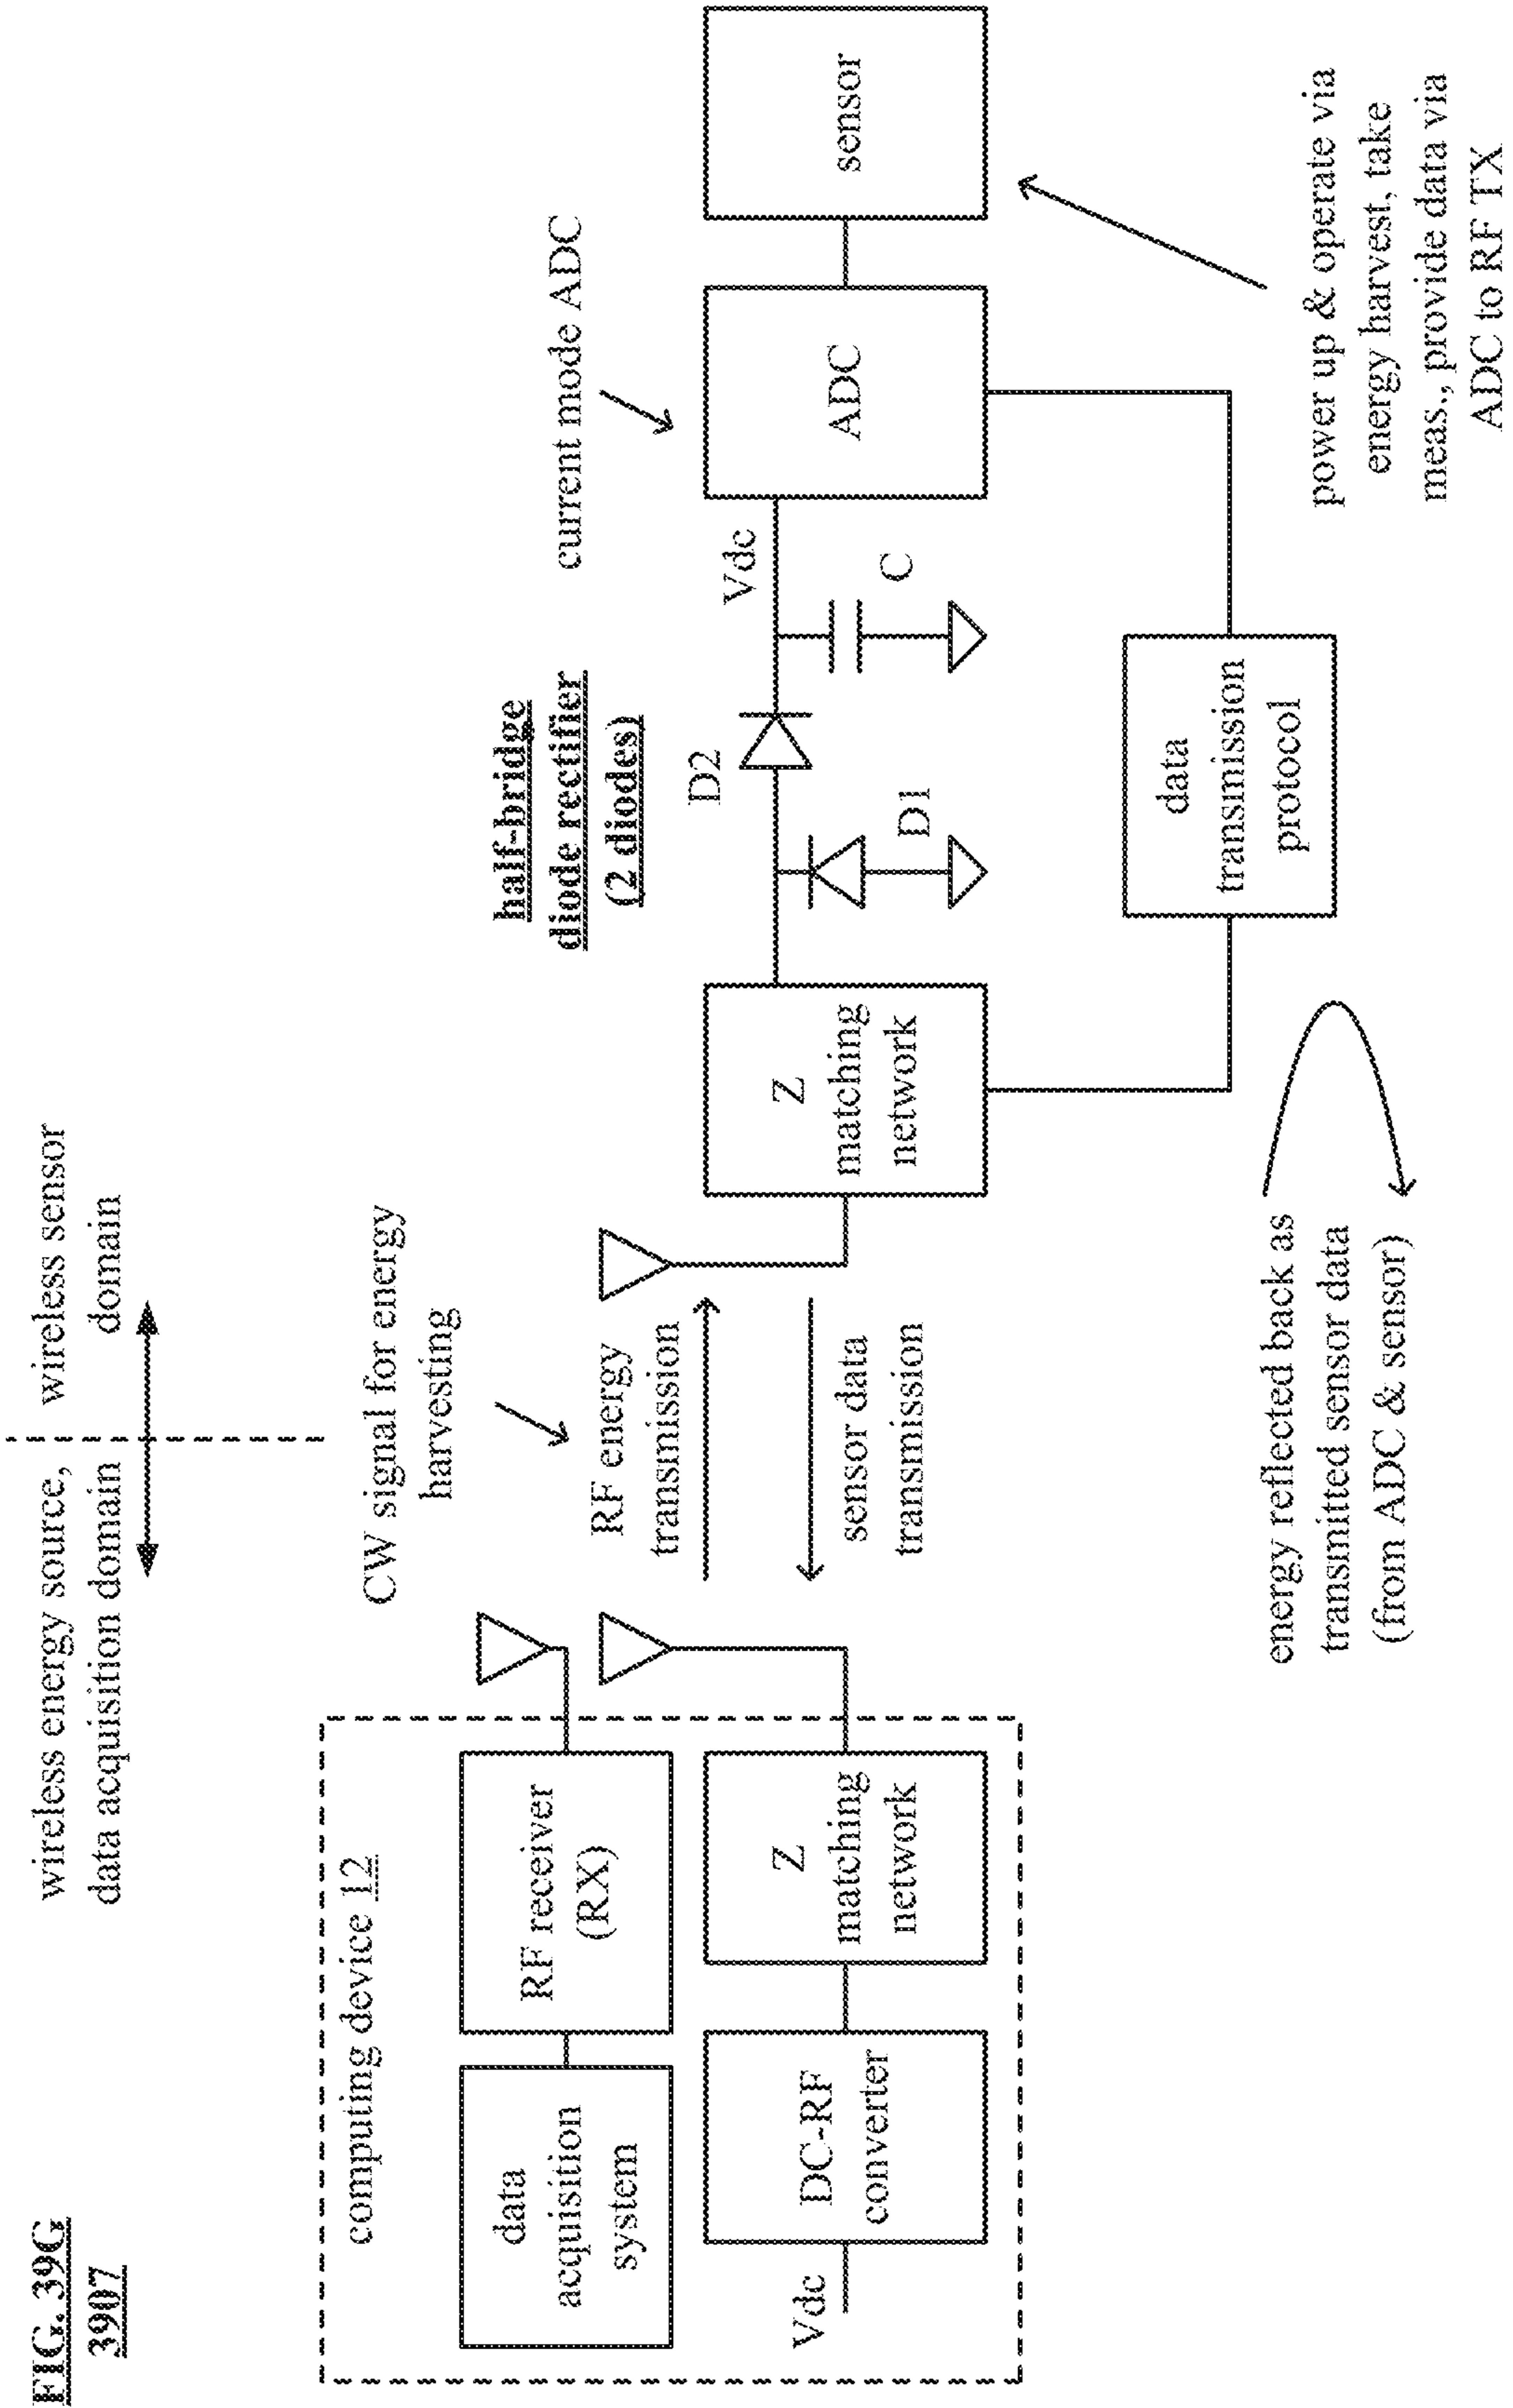 FIG. 39G
3907
wireless energy source,
data acquisition domain
wireless sensor
domain
computing device 12
data
acquisition
system
RF receiver
(RX)
Vdc
DC-RF
converter
Z
matching
network
CW signal for energy
harvesting
RF energy
transmission
sensor data
transmission
Z
matching
network
half-bridge
diode rectifier
(2 diodes)
D2
D1
Vdc
C
current mode ADC
ADC
sensor
data
transmission
protocol
energy reflected back as
transmitted sensor data
(from ADC & sensor)
power up & operate via
energy harvest, take
meas., provide data via
ADC to RF TX